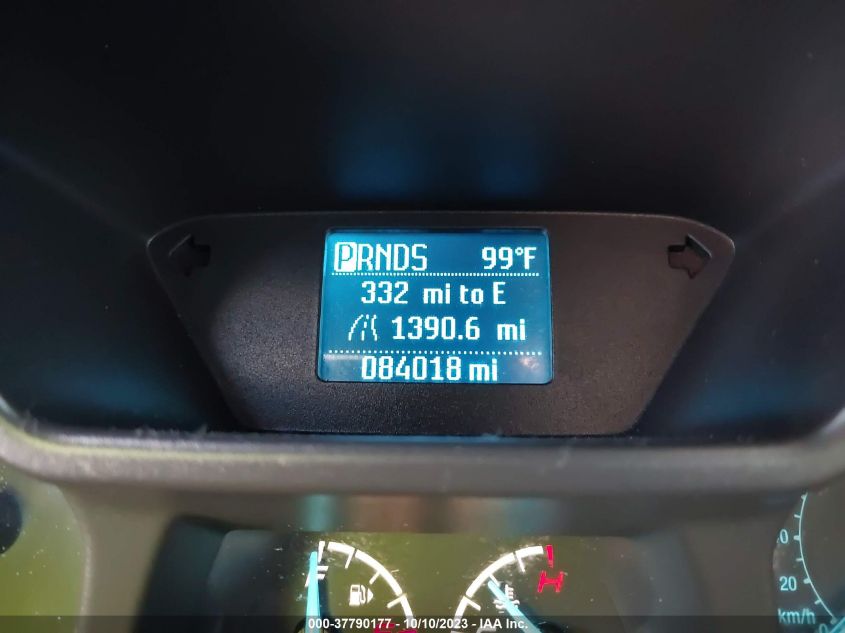 PRNDS 99°F
332 mi to E
1390.6 mi
084018 mi
F
20
km/h
0
000-37790177 - 10/10/2023 - IAA Inc.